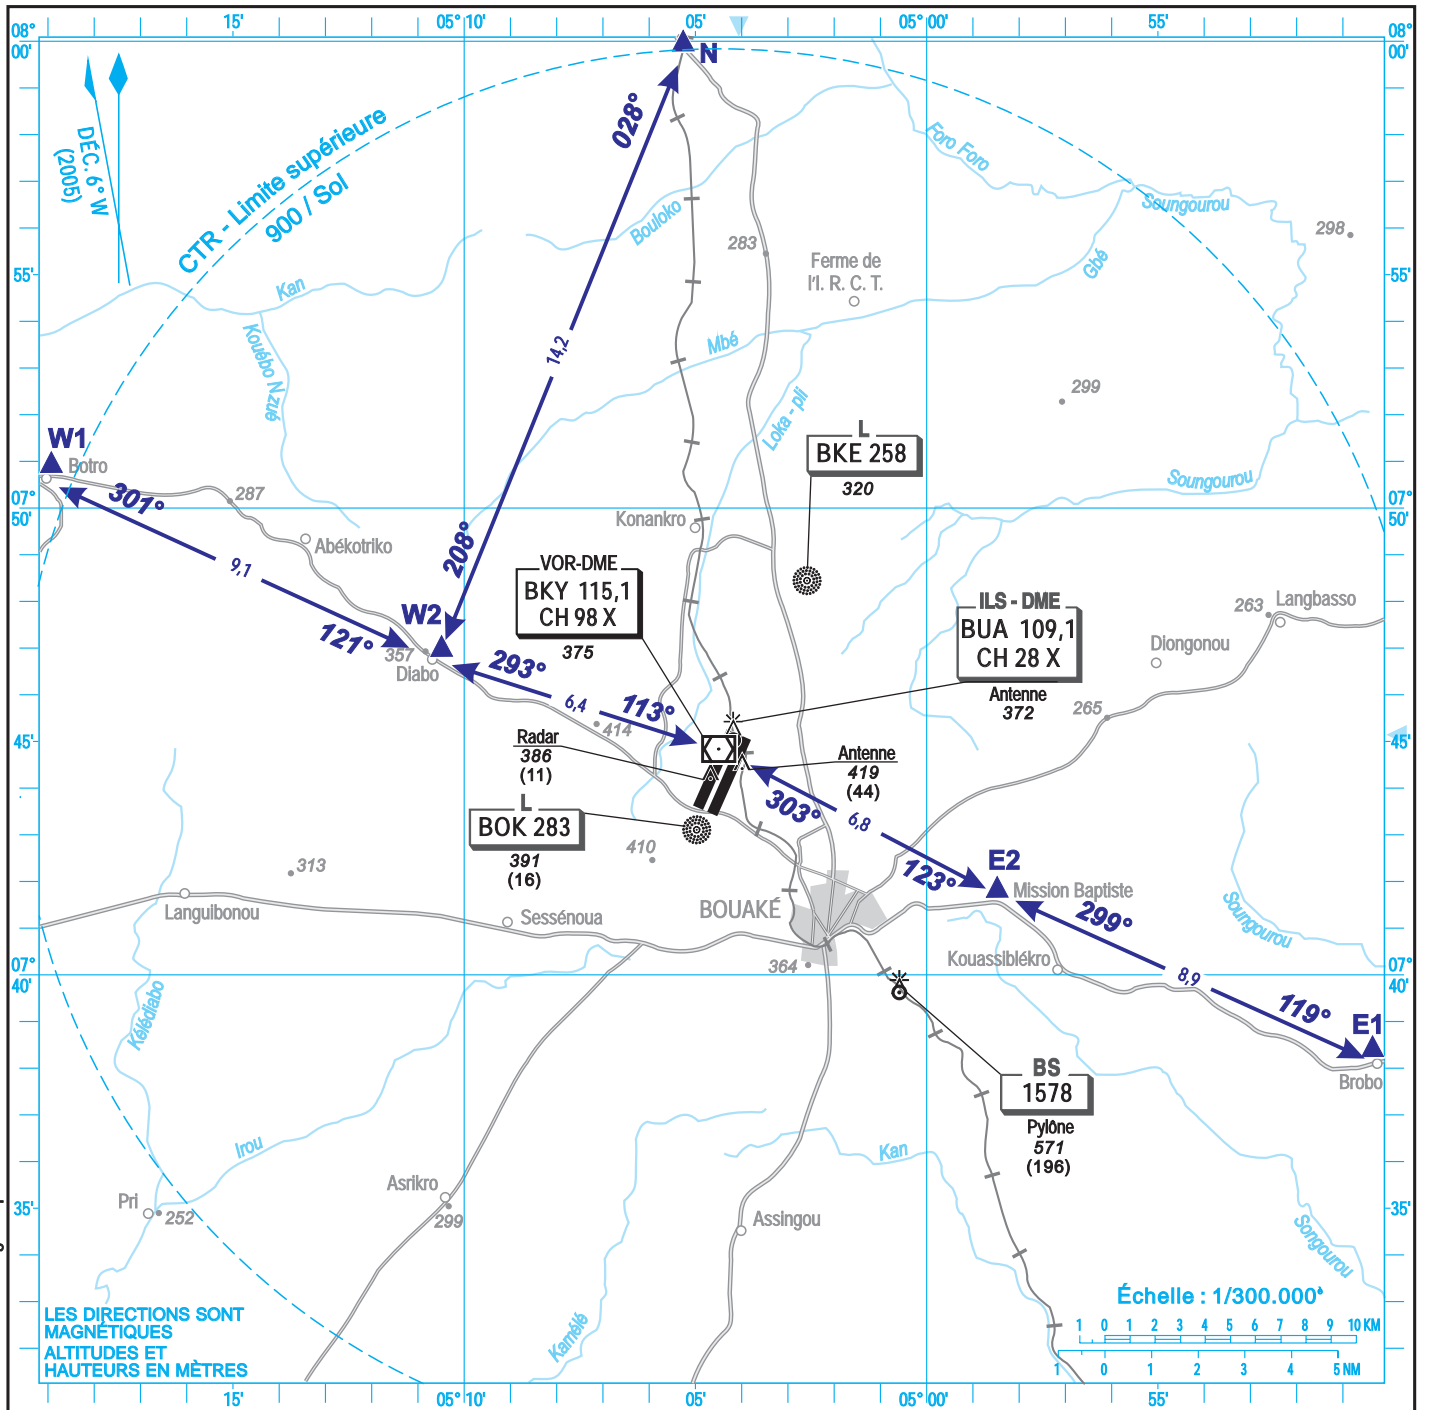 15'
05° 10'
05'
05° 00'
55'
08°
00'
08°
00'
N
DÉC. 6° W
(2005)
CTR - Limite supérieure
900 / Sol
028°
Foro Foro
Soungourou
Bouloko
283
298
Ferme de
l'I. R. C. T.
Gbé
55'
55'
Kan
Kouébo Nzué
14,2
Mbé
Loka - pli
299
W1
Botro
L
BKE 258
320
301°
287
Soungourou
07°
50'
07°
50'
Konankro
Abékotriko
208°
9,1
VOR-DME
BKY 115,1
CH 98 X
375
ILS - DME
BUA 109,1
CH 28 X
Antenne
372
263
Langbasso
W2
121°
357
Diabo
Diongonou
293°
6,4
113°
414
265
45'
45'
Radar
386
(11)
Antenne
419
(44)
303°
6,8
L
BOK 283
391
(16)
410
123°
E2
Mission Baptiste
313
Languibonou
Sessénoua
BOUAKÉ
299°
Soungourou
Kouassiblékro
364
07°
40'
07°
40'
8,9
119°
E1
Brobo
Kélédiabo
BS
1578
Pylône
571
(196)
Irou
Kan
Pri
252
Asrikro
299
Assingou
35'
35'
Songourou
Kamélé
Échelle : 1/300.000°
1 0 1 2 3 4 5 6 7 8 9 10 KM
1 0 1 2 3 4 5 NM
LES DIRECTIONS SONT
MAGNÉTIQUES
ALTITUDES ET
HAUTEURS EN MÈTRES
15'
05° 10'
05'
05° 00'
55'